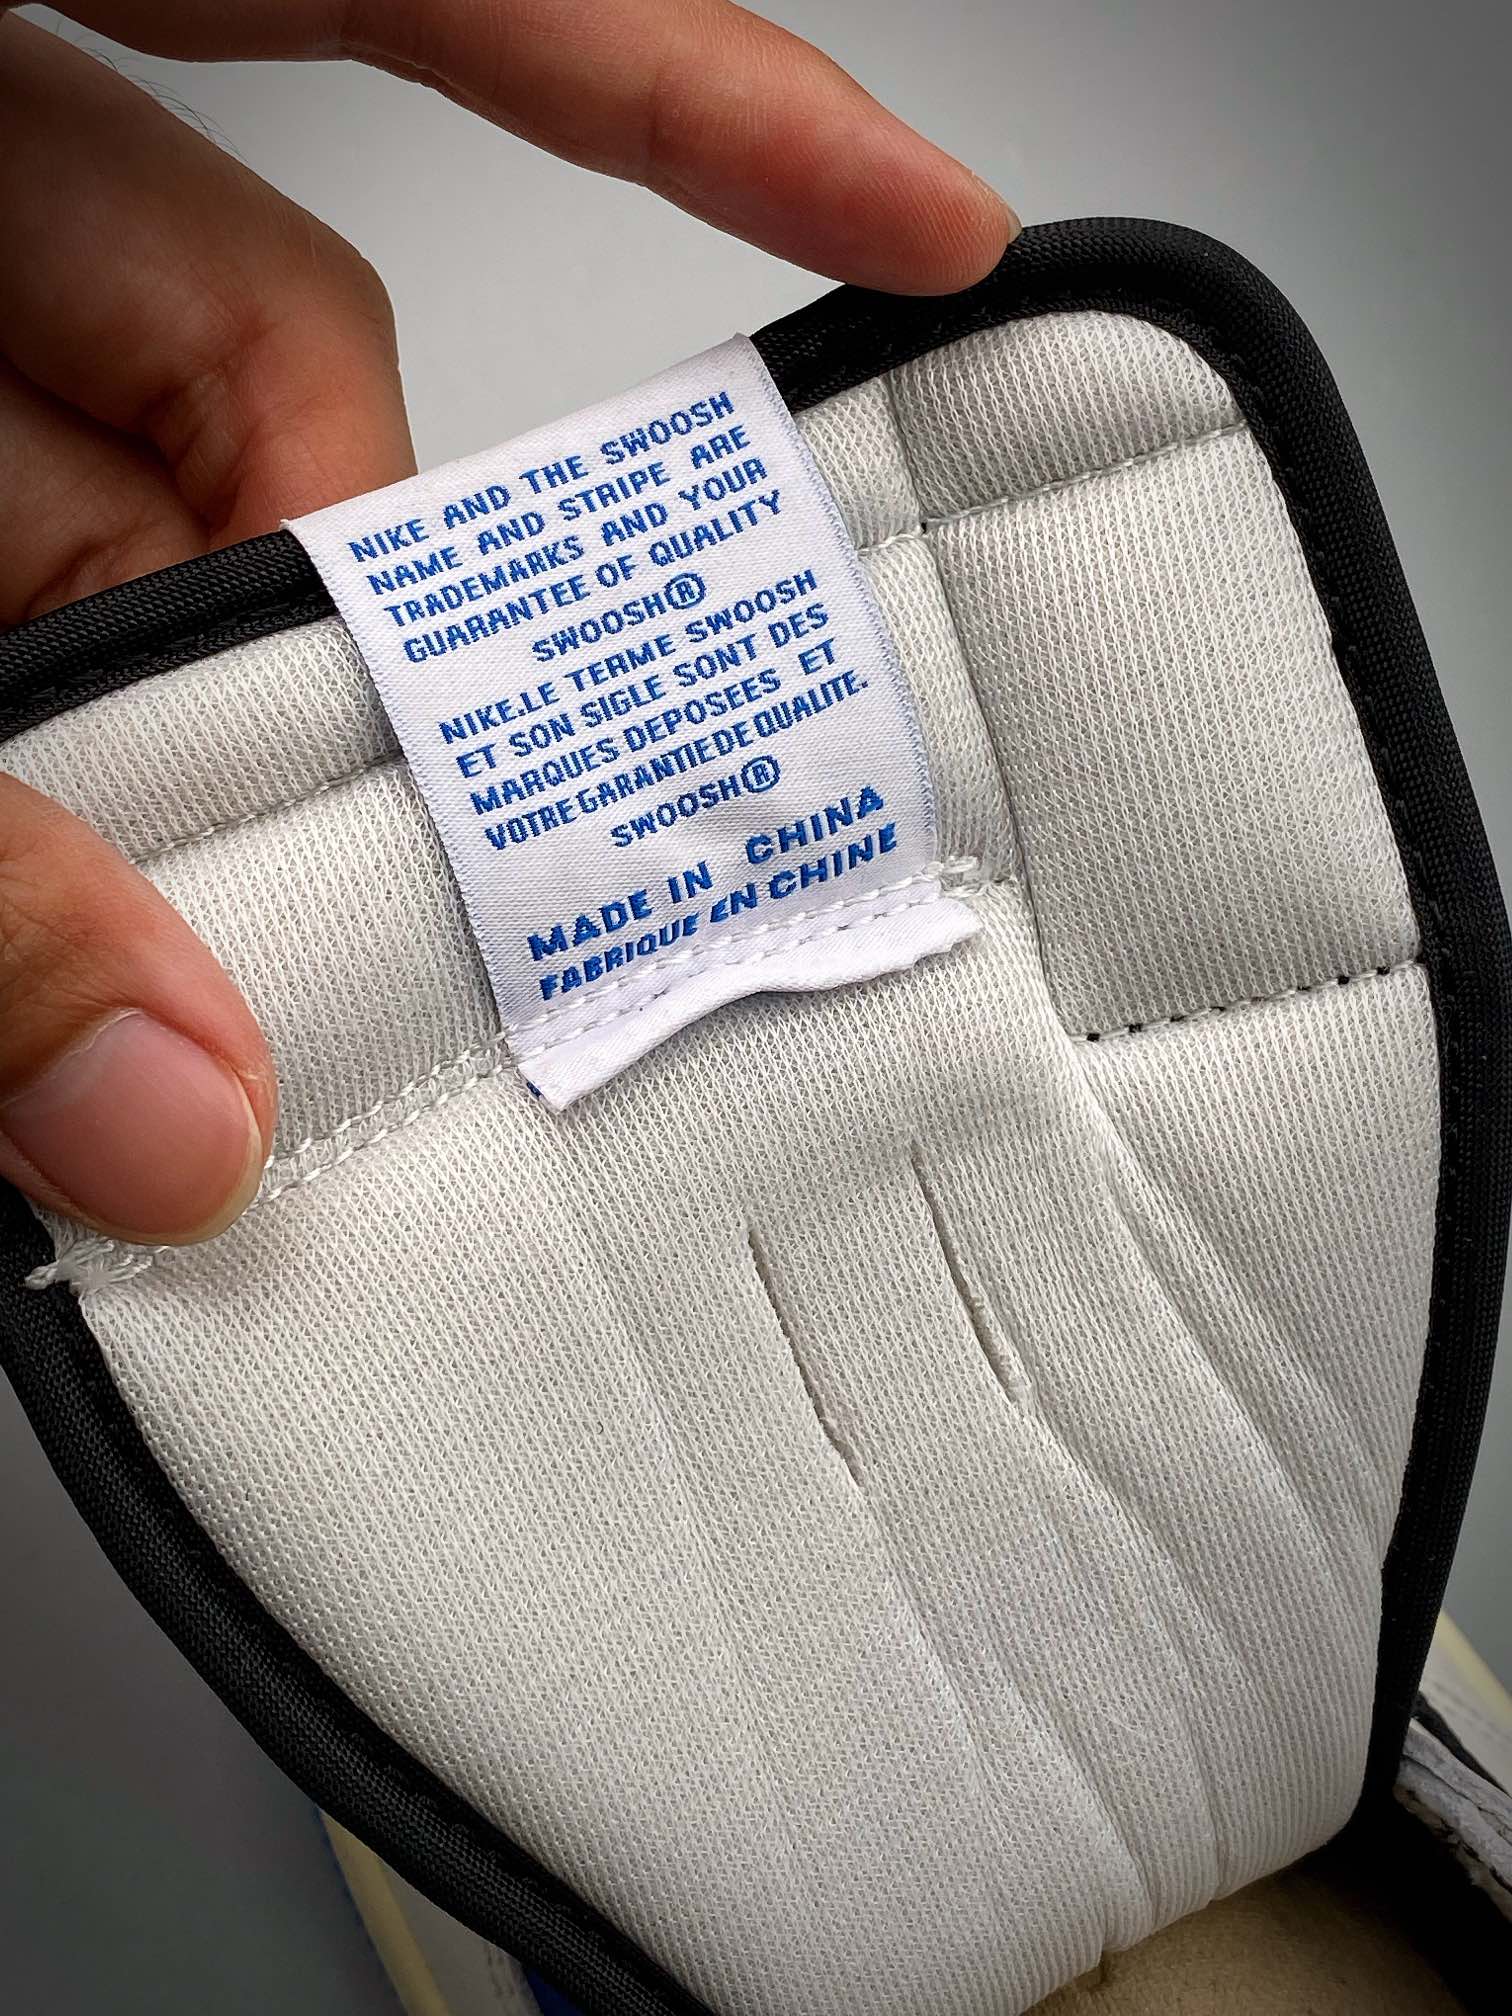 NIKE AND THE SWOOSH
NAME AND STRIPE ARE
TRADEMARKS AND YOUR
GUARANTEE OF QUALITY
SWOOSH®
NIKE.LE TERME SWOOSH
ET SON SIGLE SONT DES
MARQUES DEPOSEES ET
VOTRE GARANTIE DE QUALITE.
SWOOSH®
MADE IN CHINA
FABRIQUE EN CHINE